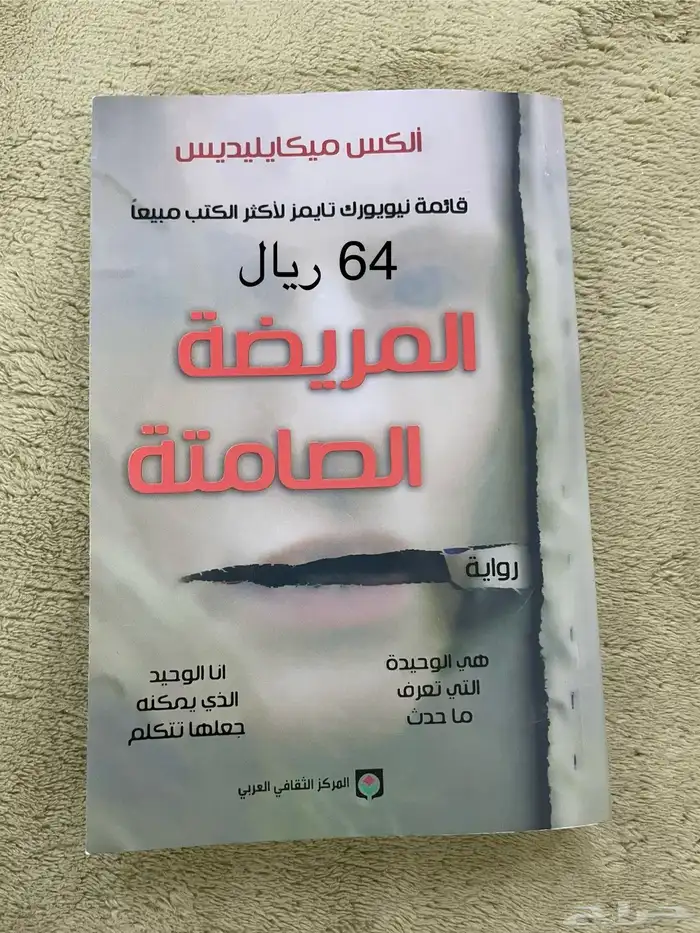 ألكس ميكايليديس
قائمة نيويورك تايمز لأكثر الكتب مبيعاً
64 ريال
المريضة
الصامتة
رواية
هي الوحيدة
التي تعرف
ما حدث
انا الوحيد
الذي يمكنه
جعلها تتكلم
المركز الثقافي العربي
حراج